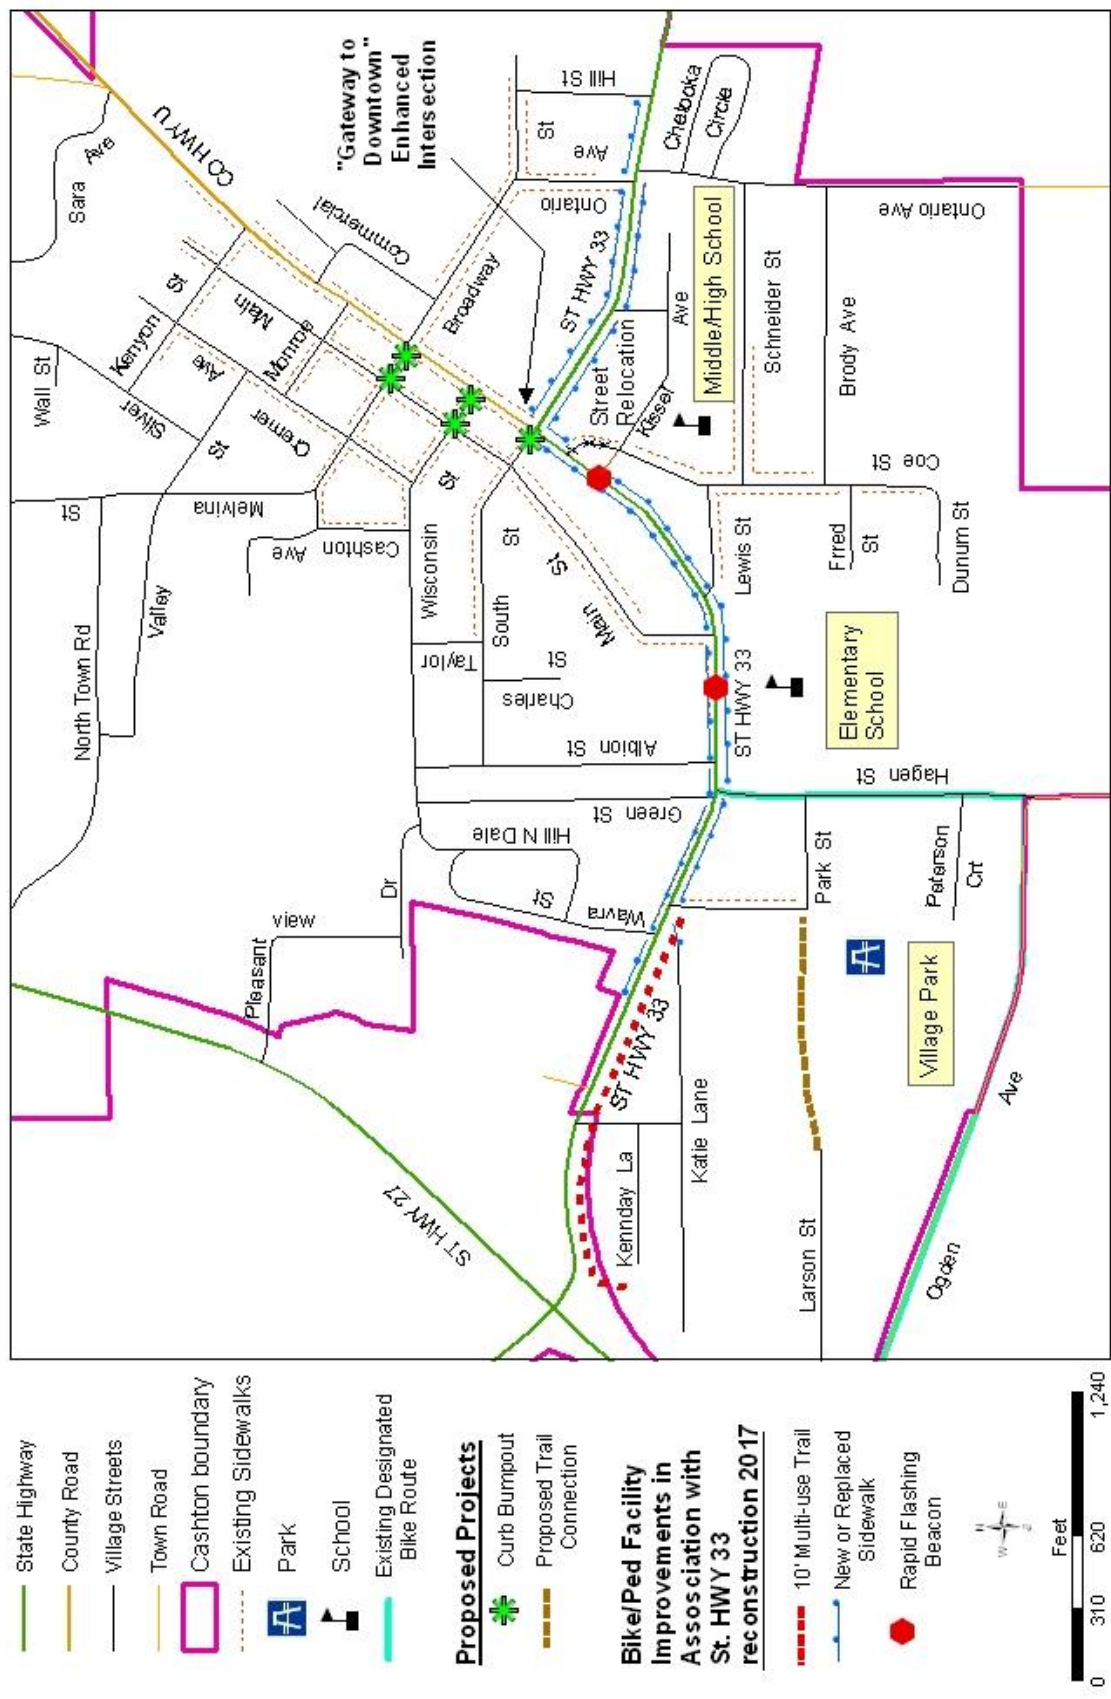 State Highway
County Road
Village Streets
Town Road
Cashton boundary
Existing Sidewalks
Park
School
Existing Designated
Bike Route
Proposed Projects
Curb Bumpout
Proposed Trail
Connection
Bike/Ped Facility
Improvements in
Assosciation with
St. HWY 33
reconstruction 2017
10' Multi-use Trail
New or Replaced
Sidewalk
Rapid Flashing
Beacon
N
W
E
S
Feet
0 310 620 1,240
ST HWY 27
Pleasant
view
Dr
North Town Rd
Valley
St
Melvina
Wall St
Silver
St
Kenyon
St
Sara
Ave
CO HWY U
Main
Monroe
Commercial
Ave
Cremer
Ave
Cashton
Wisconsin
St
Taylor
South
St
Charles
St
Albion St
Green St
Hill N Dale
St
Wavra
Main
St
Broadway
"Gateway to
Downtown"
Enhanced
Intersection
Hill St
St
Ave
Ontario
ST HWY 33
Street
Relocation
Kissel
Ave
Chelooka
Circle
Middle/High School
Schneider St
Brody Ave
Ontario Ave
Coe St
Lewis St
Frred
St
Dunum St
ST HWY 33
Elementary
School
Hagen St
Park St
Peterson
Crt
Village Park
ST HWY 33
Kennday La
Katie Lane
Larson St
Ogden
Ave